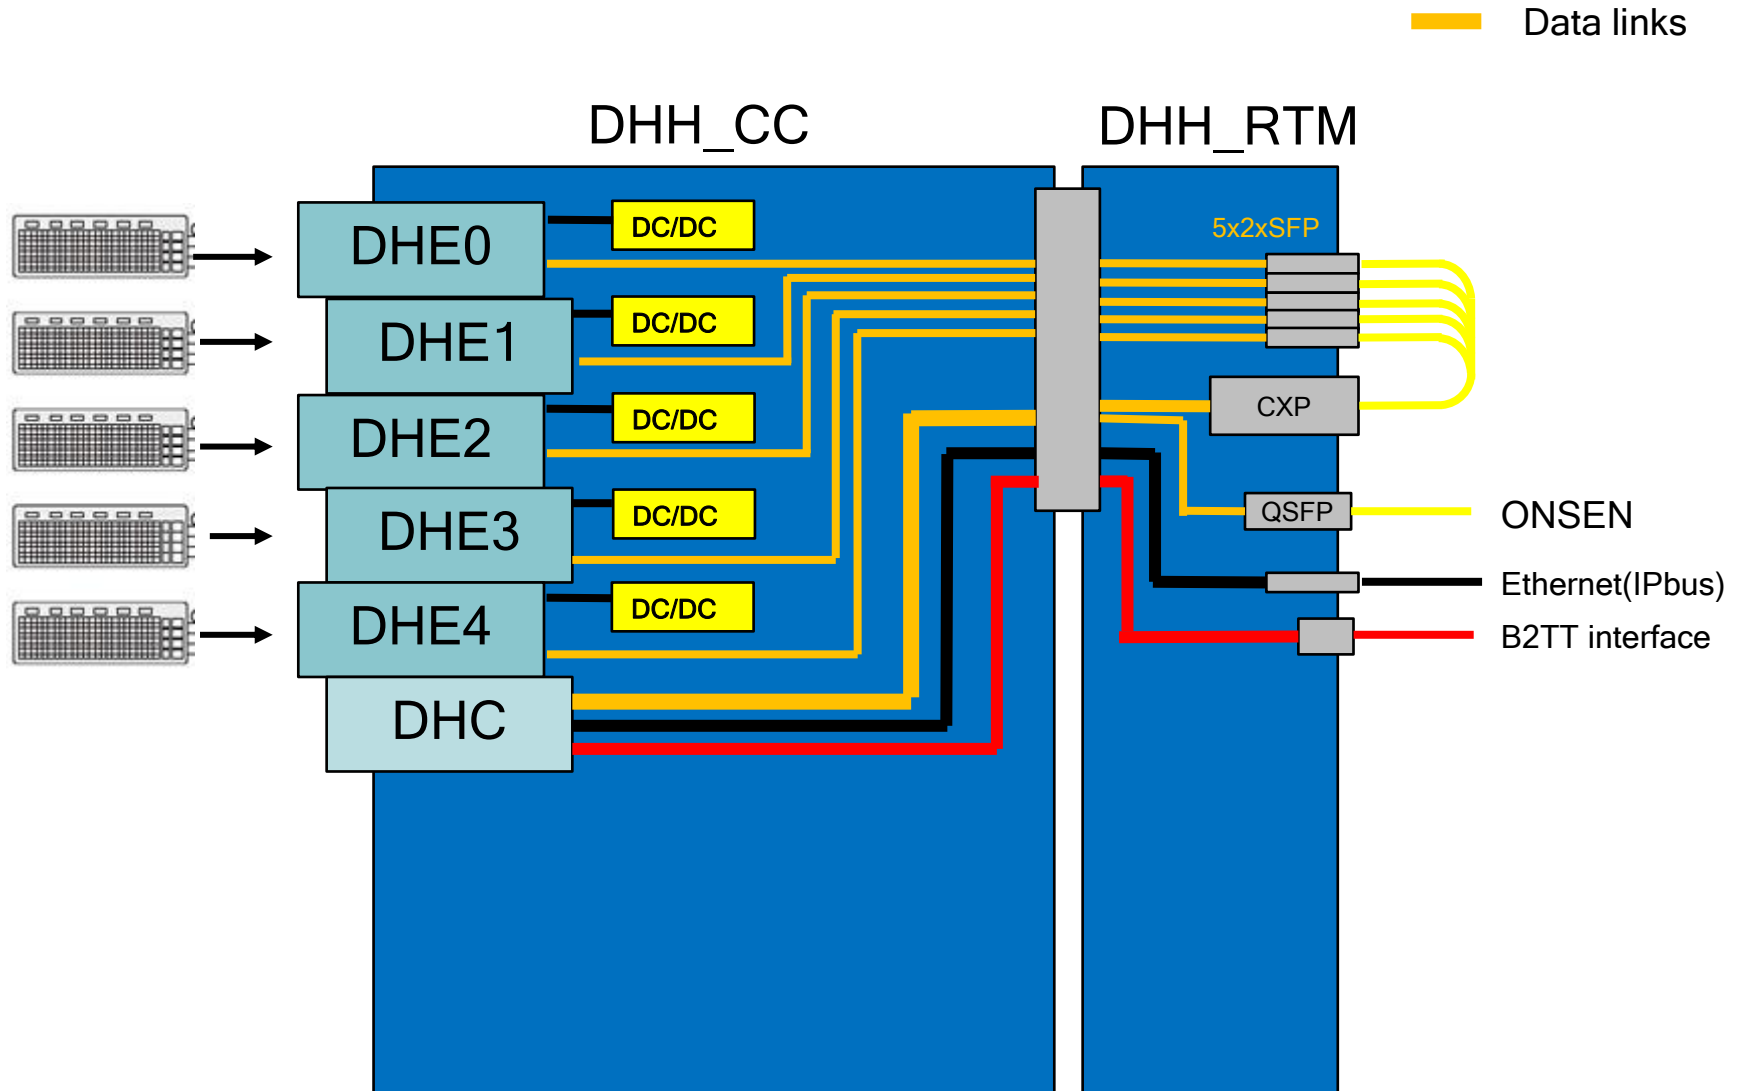 Data links
DHH_CC
DHH_RTM
DHE0
DC/DC
5x2xSFP
DHE1
DC/DC
CXP
DHE2
DC/DC
QSFP
ONSEN
DHE3
DC/DC
Ethernet(IPbus)
DHE4
DC/DC
B2TT interface
DHC